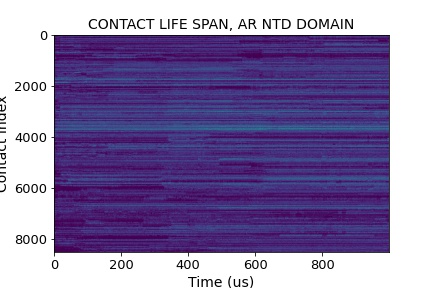 CONTACT LIFE SPAN, AR NTD DOMAIN
0
2000
4000
6000
8000
Contact Index
0 200 400 600 800
Time (us)